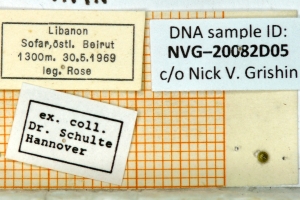 Libanon
Sofar,östl. Beirut
1300m. 30.5.1969
leg. Rose
DNA sample ID:
NVG–20082D05
c/o Nick V. Grishin
ex. coll.
Dr. Schulte
Hannover